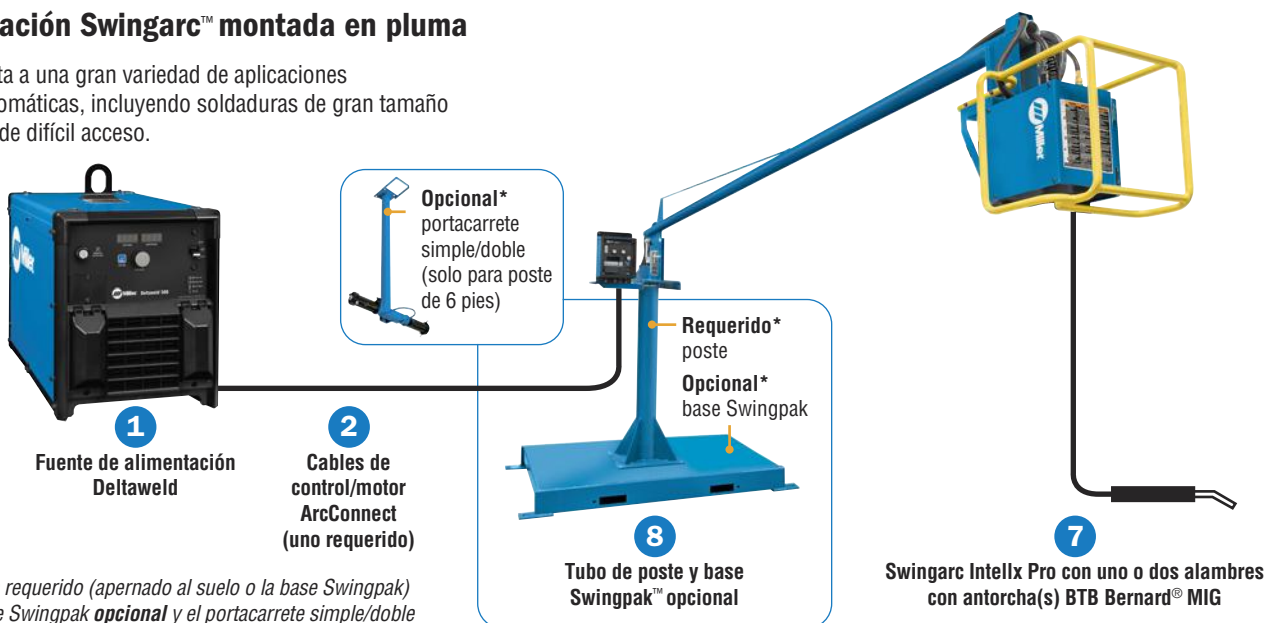 ación Swingarc™ montada en pluma
ta a una gran variedad de aplicaciones
omáticas, incluyendo soldaduras de gran tamaño
de difícil acceso.
Opcional*
portacarrete
simple/doble
(solo para poste
de 6 pies)
Requerido*
poste
Opcional*
base Swingpak
Miller
Miller
1
Fuente de alimentación
Deltaweld
2
Cables de
control/motor
ArcConnect
(uno requerido)
8
Tubo de poste y base
Swingpak™ opcional
7
Swingarc Intellx Pro con uno o dos alambres
con antorcha(s) BTB Bernard® MIG
requerido (apernado al suelo o la base Swingpak)
e Swingpak opcional y el portacarrete simple/doble